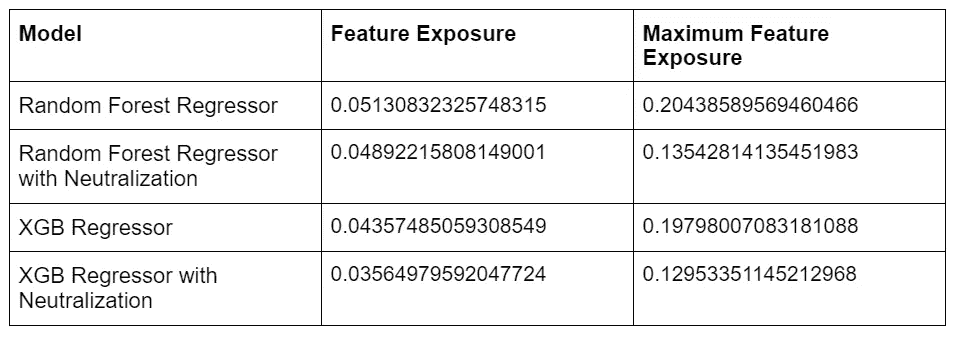 Model
Feature Exposure
Maximum Feature
Exposure
Random Forest Regressor
0.05130832325748315
0.20438589569460466
Random Forest Regressor
with Neutralization
0.04892215808149001
0.13542814135451983
XGB Regressor
0.04357485059308549
0.19798007083181088
XGB Regressor with
Neutralization
0.03564979592047724
0.12953351145212968